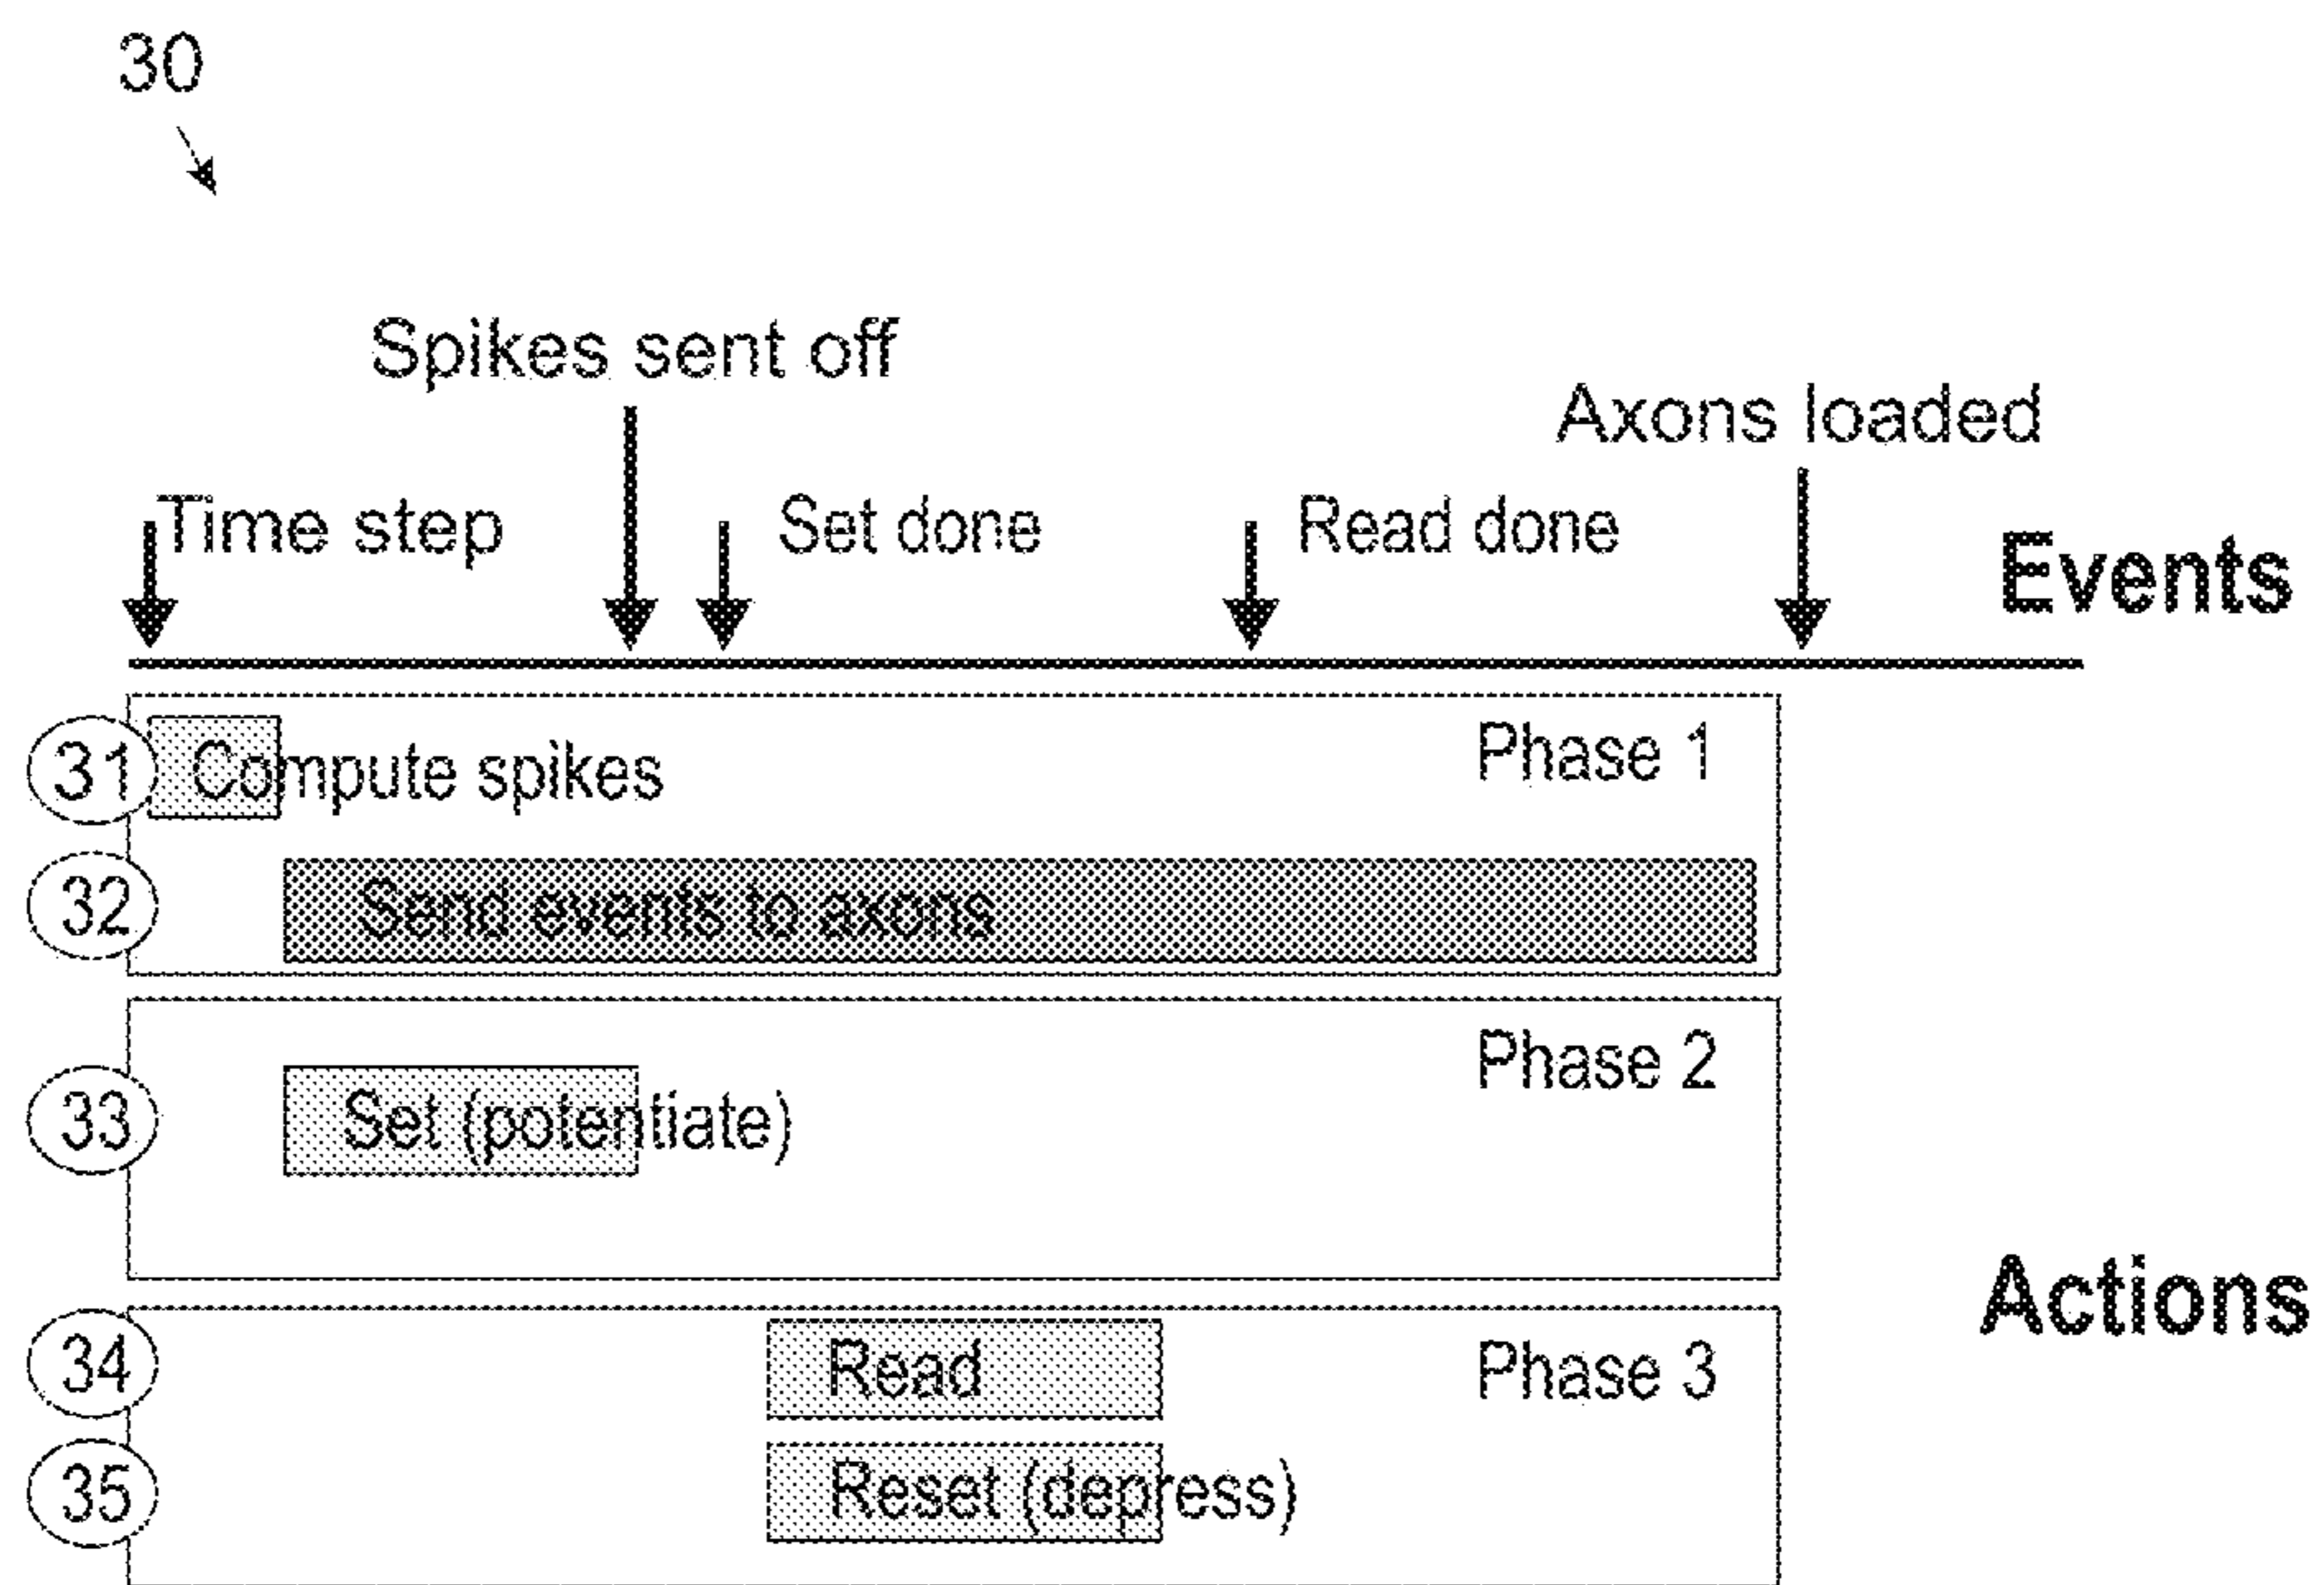 30
Spikes sent off
Axons loaded
Time step
Set done
Read done
Events
31
Compute spikes
Phase 1
32
Send events to axons
Phase 2
33
Set (potentiate)
Actions
34
Read
Phase 3
35
Reset (depress)